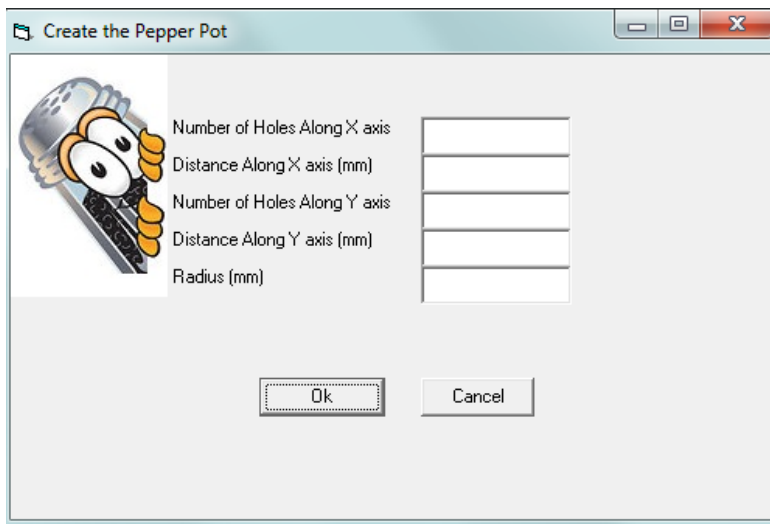 Create the Pepper Pot
Number of Holes Along X axis
Distance Along X axis (mm)
Number of Holes Along Y axis
Distance Along Y axis (mm)
Radius (mm)
Ok
Cancel